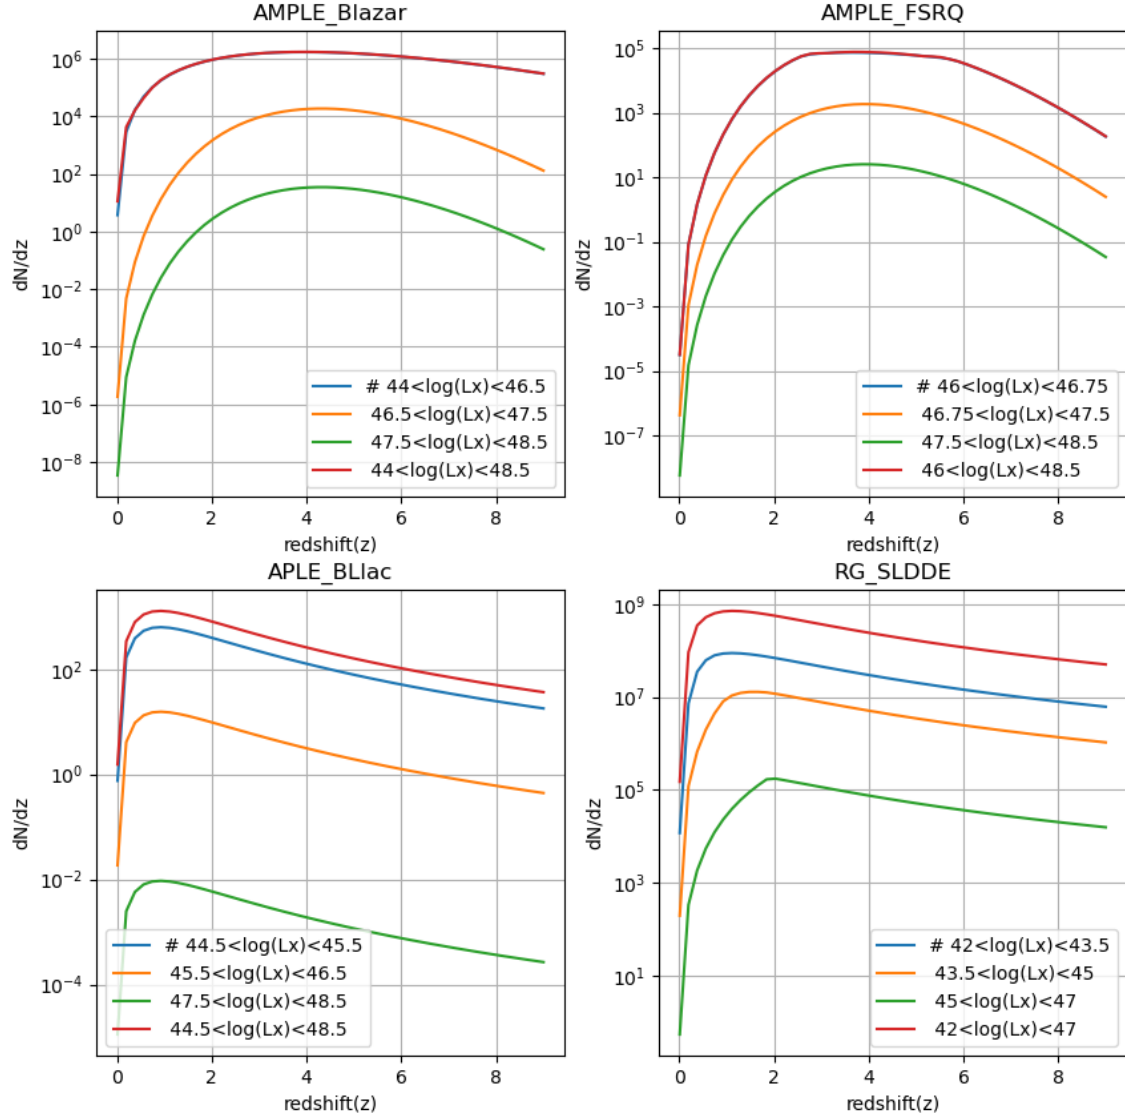 AMPLE_Blazar
dN/dz
10^6
10^4
10^2
10^0
10^-2
10^-4
10^-6
10^-8
# 44<log(Lx)<46.5
46.5<log(Lx)<47.5
47.5<log(Lx)<48.5
44<log(Lx)<48.5
0 2 4 6 8
redshift(z)
AMPLE_FSRQ
dN/dz
10^5
10^3
10^1
10^-1
10^-3
10^-5
10^-7
# 46<log(Lx)<46.75
46.75<log(Lx)<47.5
47.5<log(Lx)<48.5
46<log(Lx)<48.5
0 2 4 6 8
redshift(z)
APLE_BLlac
dN/dz
10^2
10^0
10^-2
10^-4
# 44.5<log(Lx)<45.5
45.5<log(Lx)<46.5
47.5<log(Lx)<48.5
44.5<log(Lx)<48.5
0 2 4 6 8
redshift(z)
RG_SLDDE
dN/dz
10^9
10^7
10^5
10^3
10^1
# 42<log(Lx)<43.5
43.5<log(Lx)<45
45<log(Lx)<47
42<log(Lx)<47
0 2 4 6 8
redshift(z)